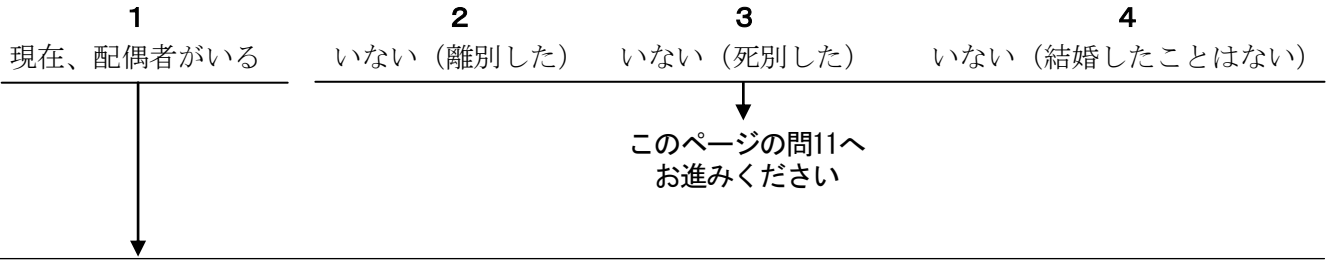 1 2 3 4
現在、配偶者がいる いない（離別した） いない（死別した） いない（結婚したことはない）
このページの問11へ
お進みください